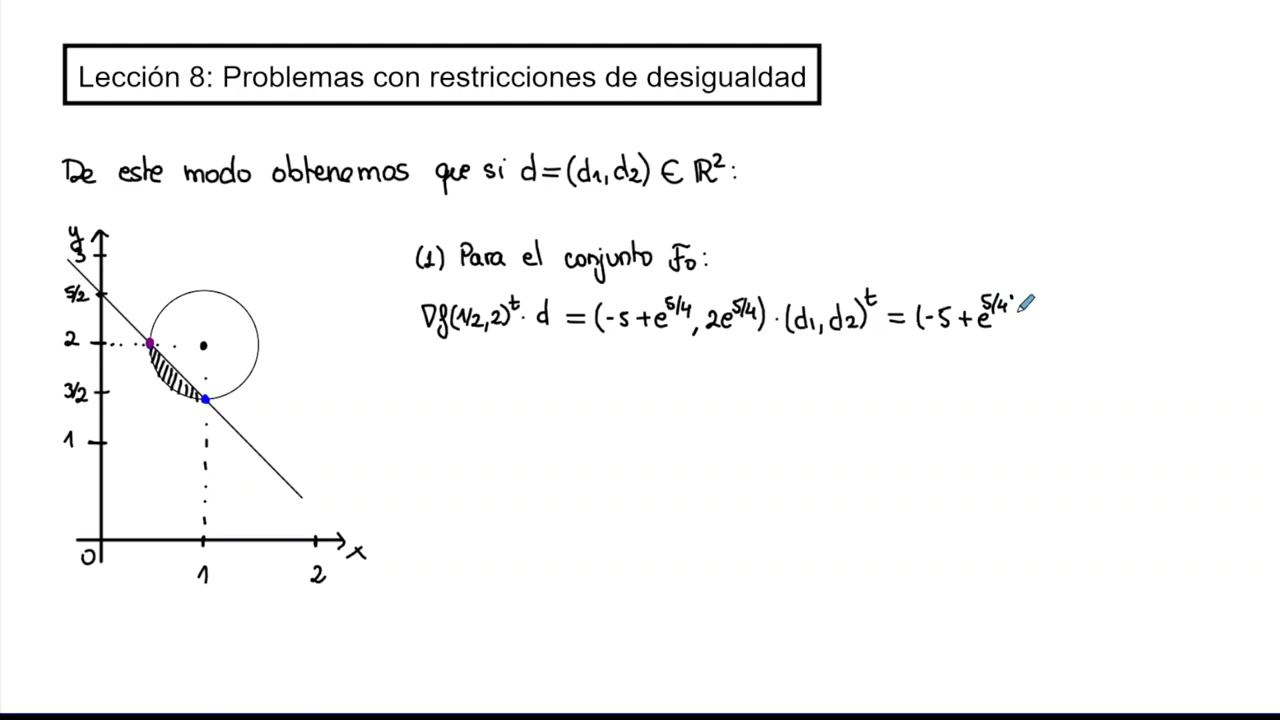 Lección 8: Problemas con restricciones de desigualdad
De este modo obtenemos que si d=(d₁,d₂) ∈ ℝ²:
y
3
5/2
2
3/2
1
0
1
2
x
(1) Para el conjunto F₀:
∇f(1/2,2)ᵗ· d = (-5+e^{5/4}, 2e^{5/4})·(d₁,d₂)ᵗ = (-5+e^{5/4}